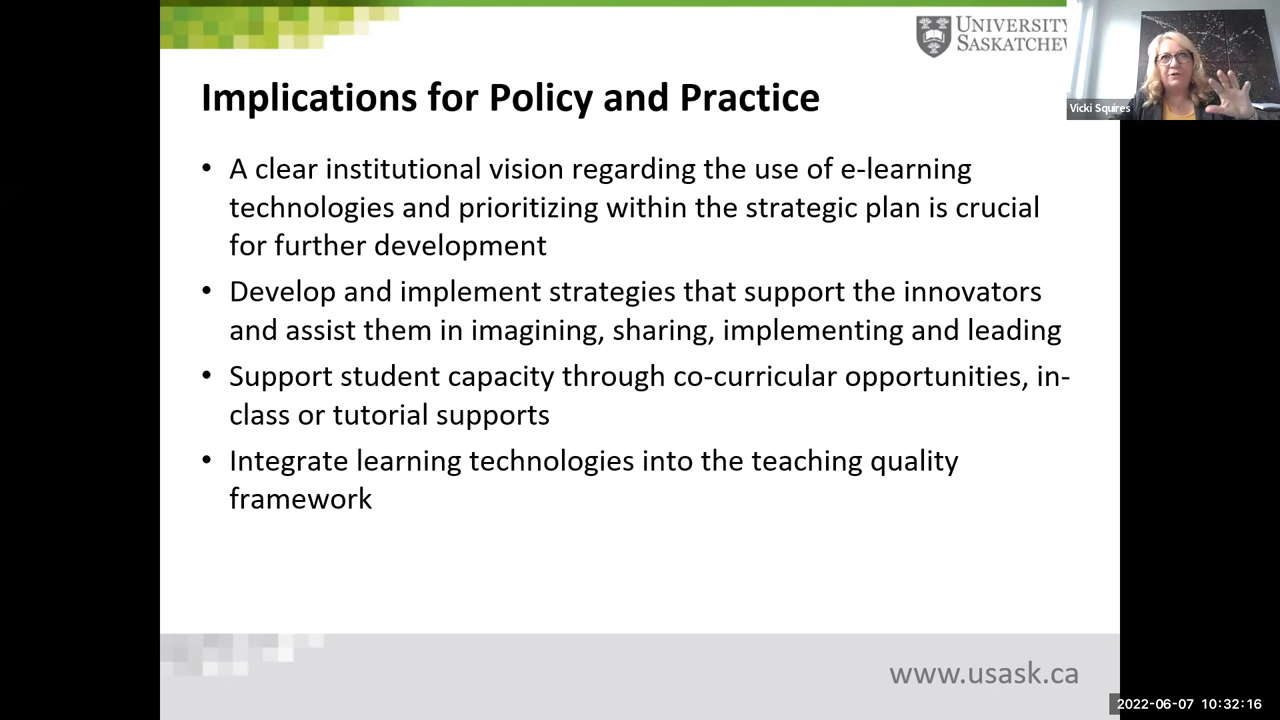 UNIVERSITY
SASKATCHEW
Vicki Squires
Implications for Policy and Practice
• A clear institutional vision regarding the use of e-learning
technologies and prioritizing within the strategic plan is crucial
for further development
• Develop and implement strategies that support the innovators
and assist them in imagining, sharing, implementing and leading
• Support student capacity through co-curricular opportunities, in-
class or tutorial supports
• Integrate learning technologies into the teaching quality
framework
www.usask.ca
2022-06-07 10:32:16